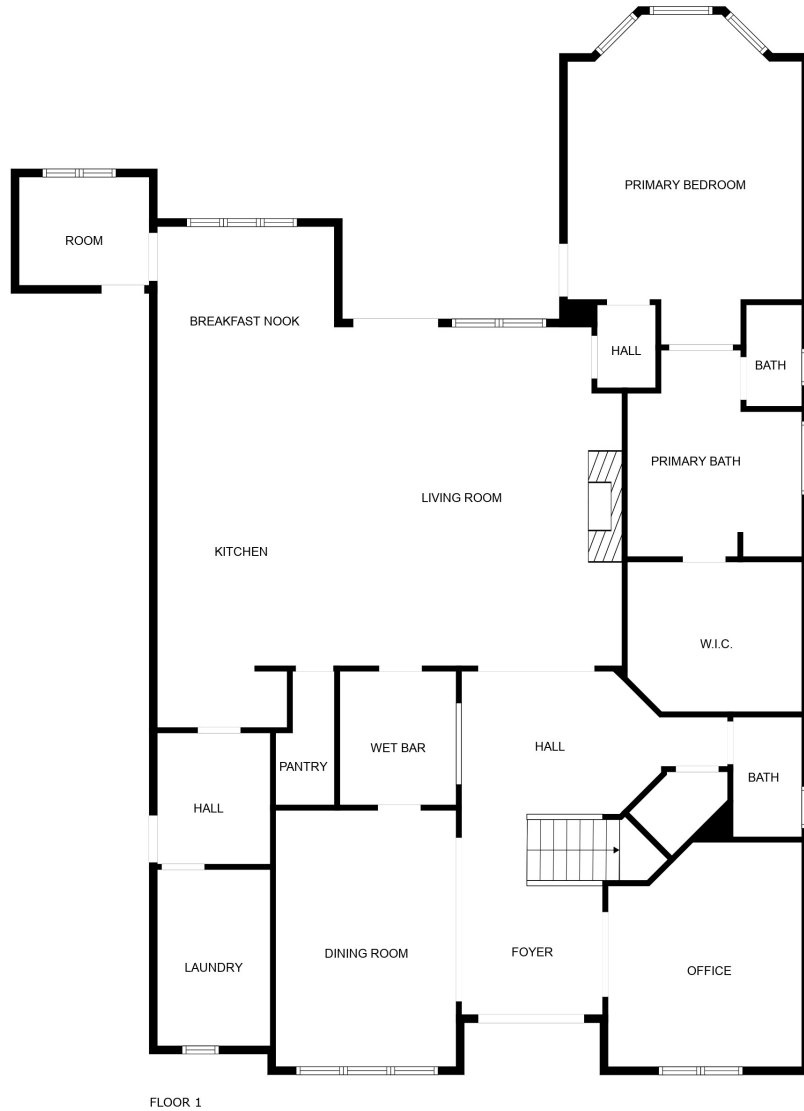 PRIMARY BEDROOM
ROOM
BREAKFAST NOOK
HALL
BATH
PRIMARY BATH
LIVING ROOM
KITCHEN
W.I.C.
HALL
WET BAR
PANTRY
BATH
HALL
DINING ROOM
FOYER
LAUNDRY
OFFICE
FLOOR 1